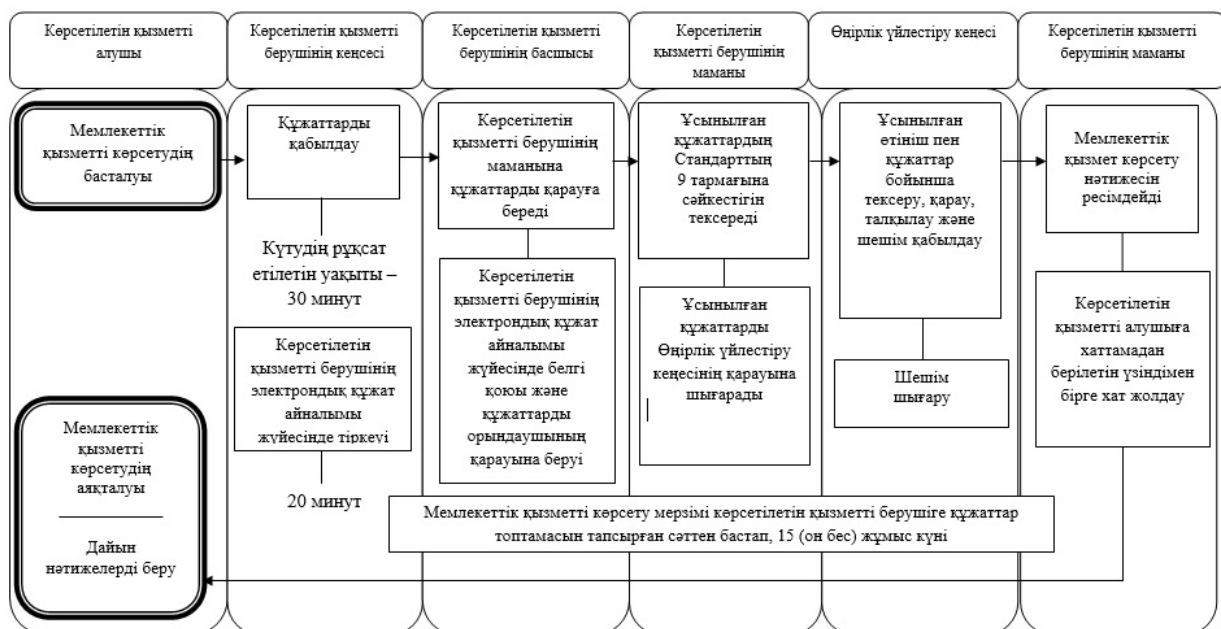 Көрсетілетін қызметті
алушы
Көрсетілетін қызметті
берушінің кеңсесі
Көрсетілетін қызметті
берушінің басшысы
Көрсетілетін
қызметті берушінің
маманы
Өңірлік үйлестіру кеңесі
Көрсетілетін қызметті
берушінің маманы
Мемлекеттік
қызметті көрсетудің
басталуы
Құжаттарды
қабылдау
Күтудің рұқсат
етілетін уақыты –
30 минут
Көрсетілетін
қызметті берушінің
электрондық құжат
айналымы
жүйесінде тіркеуі
20 минут
Көрсетілетін
қызметті берушінің
маманына
құжаттарды қарауға
береді
Көрсетілетін
қызметті берушінің
электрондық құжат
айналымы
жүйесінде белгі
қоюы және
құжаттарды
орындаушының
қарауына беруі
Ұсынылған
құжаттардың
Стандарттың
9 тармағына
сәйкестігін
тексереді
Ұсынылған
құжаттарды
Өңірлік үйлестіру
кеңесінің қарауына
шығарады
Ұсынылған
өтініш пен
құжаттар
бойынша
тексеру, қарау,
талқылау және
шешім қабылдау
Шешім
шығару
Мемлекеттік
қызмет көрсету
нәтижесін
ресімдейді
Көрсетілетін
қызметті алушыға
хаттамадан
берілетін үзіндімен
бірге хат жолдау
Мемлекеттік қызметті көрсету мерзімі көрсетілетін қызметті берушіге құжаттар
топтамасын тапсырған сәттен бастап, 15 (он бес) жұмыс күні
Мемлекеттік
қызметті
көрсетудің
аяқталуы
Дайын
нәтижелерді беру